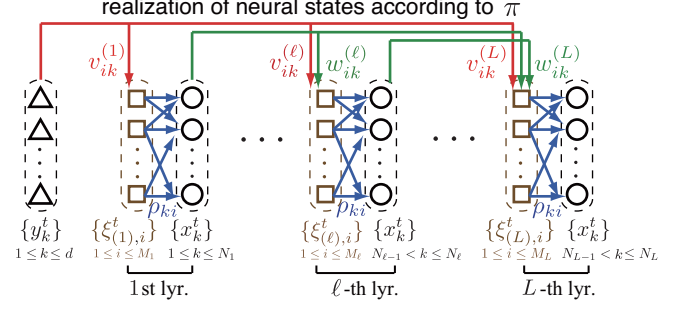 realization of neural states according to π
v_{ik}^{(1)} v_{ik}^{(ℓ)} w_{ik}^{(ℓ)} v_{ik}^{(L)} w_{ik}^{(L)}
· · · · · ·
p_{ki} p_{ki} p_{ki}
{y_k^t} {ξ_{(1),i}^t} {x_k^t} {ξ_{(ℓ),i}^t} {x_k^t} {ξ_{(L),i}^t} {x_k^t}
1 ≤ k ≤ d 1 ≤ i ≤ M_1 1 ≤ k ≤ N_1 1 ≤ i ≤ M_ℓ N_{ℓ−1} < k ≤ N_ℓ 1 ≤ i ≤ M_L N_{L−1} < k ≤ N_L
1st lyr. ℓ-th lyr. L-th lyr.